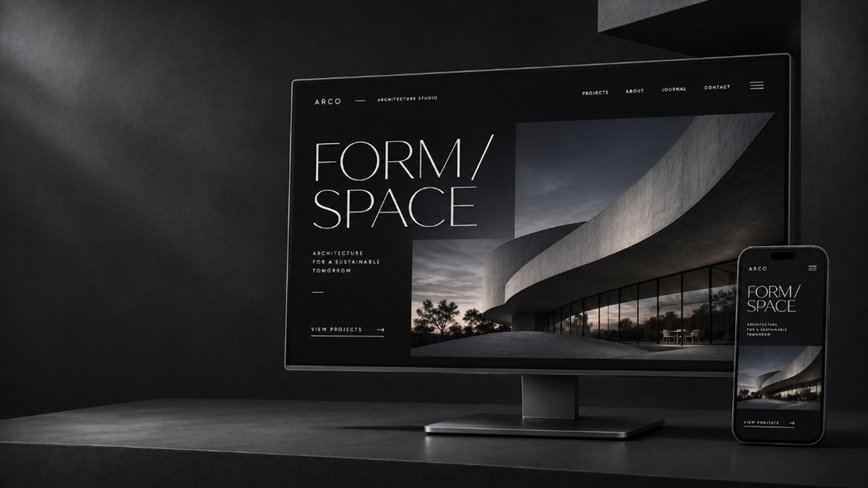 ARCO — ARCHITECTURE STUDIO
PROJECTS ABOUT JOURNAL CONTACT
FORM/
SPACE
ARCHITECTURE
FOR A SUSTAINABLE
TOMORROW
VIEW PROJECTS →
ARCO
FORM/
SPACE
ARCHITECTURE
FOR A SUSTAINABLE
TOMORROW
VIEW PROJECTS →